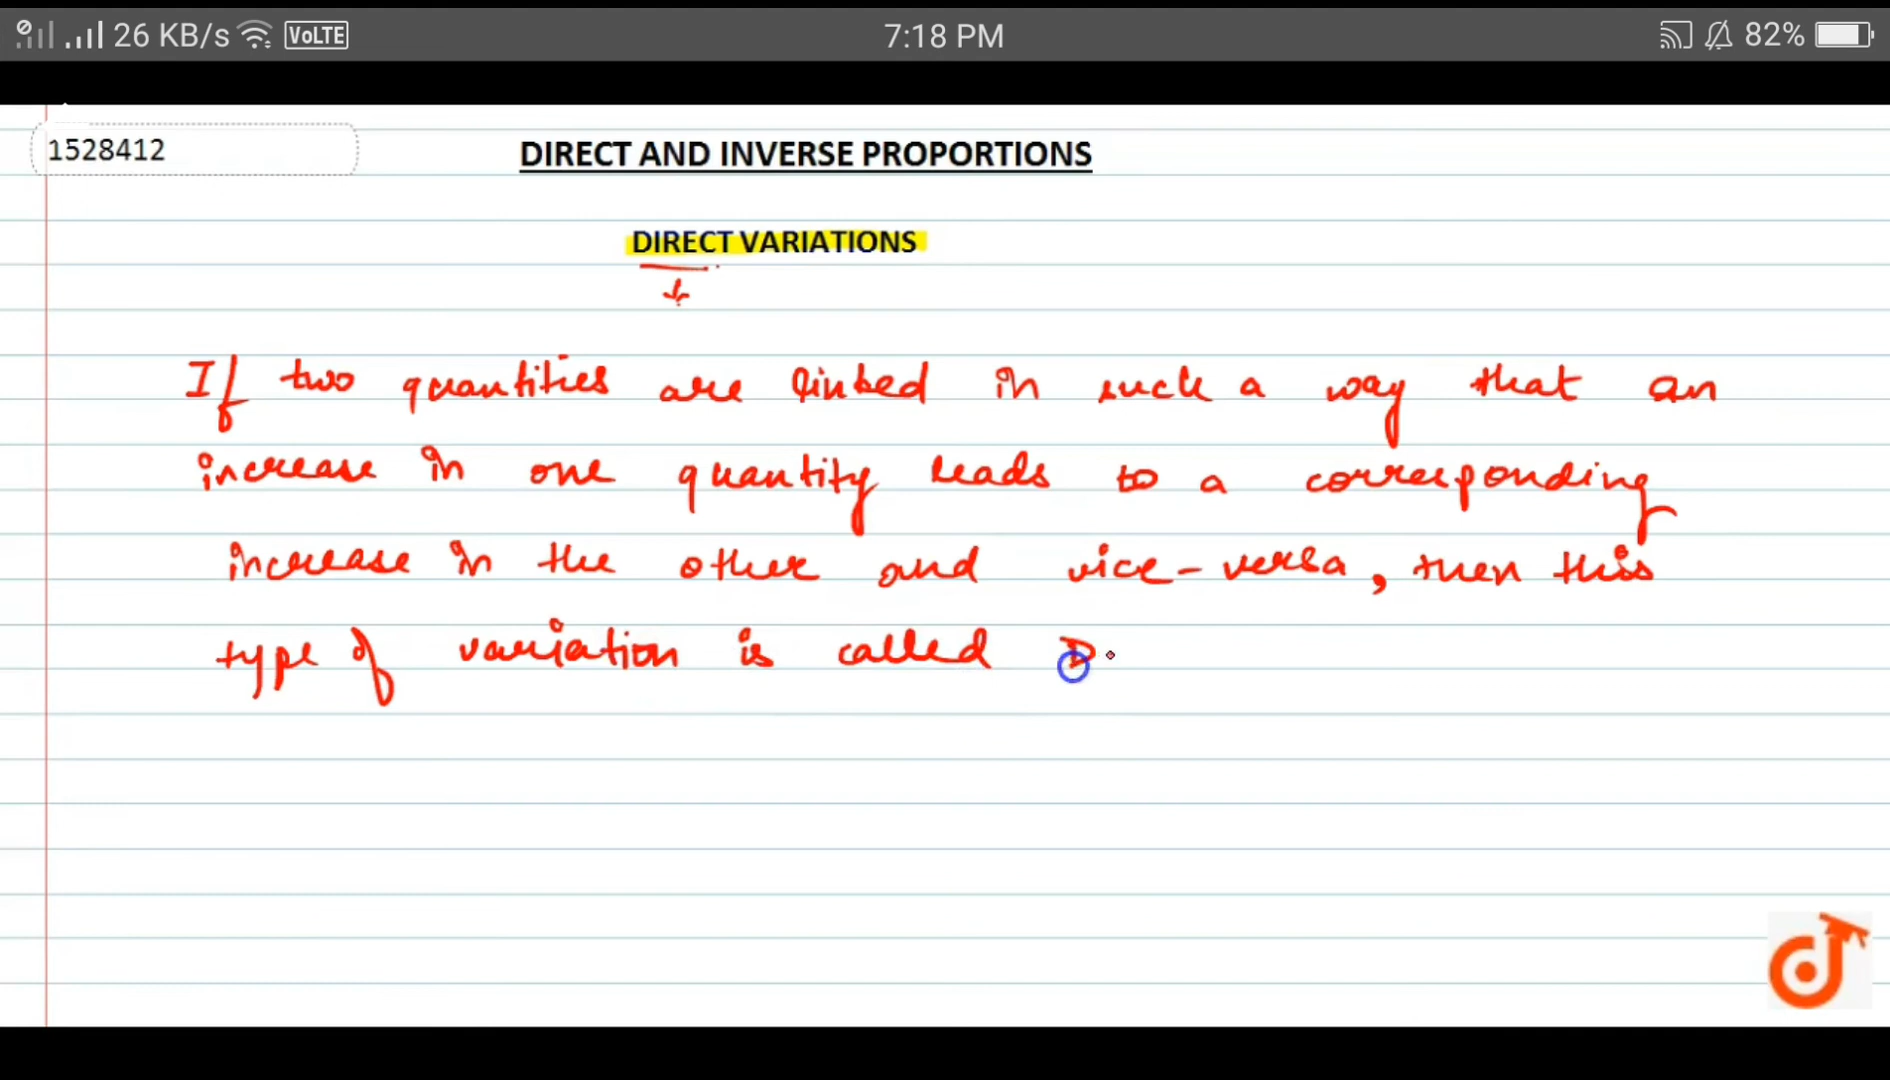 26 KB/s VoLTE 7:18 PM 82%
1528412
DIRECT AND INVERSE PROPORTIONS
DIRECT VARIATIONS
If two quantities are linked in such a way that an
increase in one quantity leads to a corresponding
increase in the other and vice-versa, then this
type of variation is called D